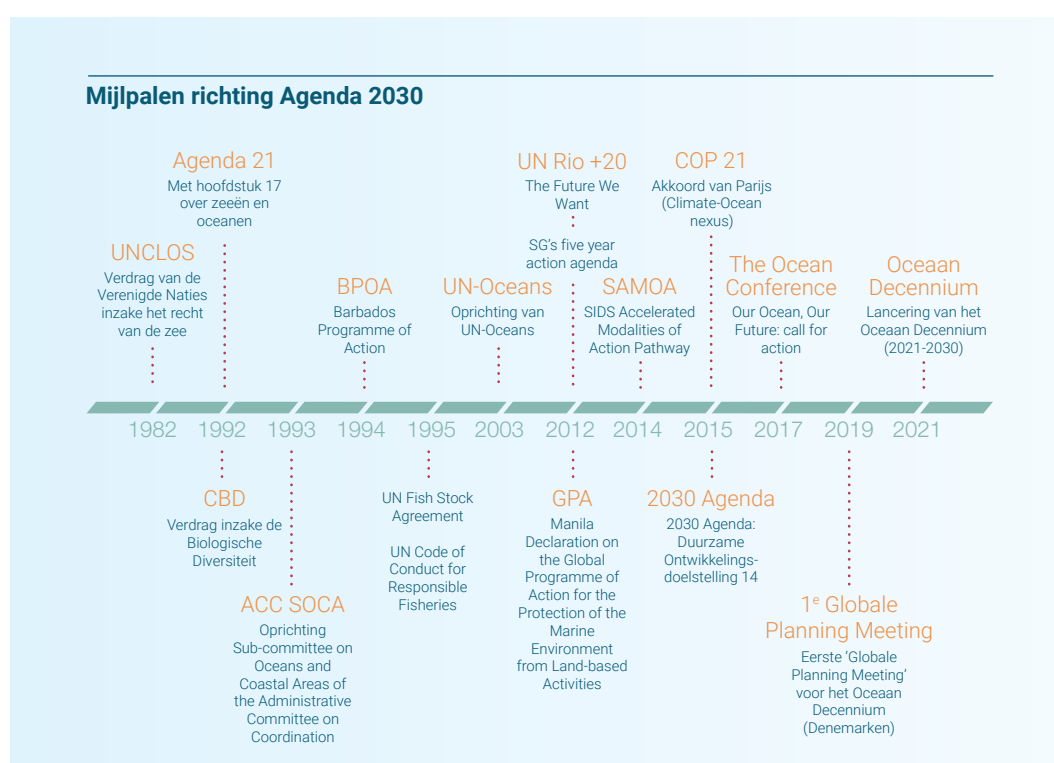 Mijlpalen richting Agenda 2030
Agenda 21
Met hoofdstuk 17
over zeeën en
oceanen
UN Rio +20
The Future We
Want
SG's five year
action agenda
COP 21
Akkoord van Parijs
(Climate-Ocean
nexus)
UNCLOS
Verdrag van de
Verenigde Naties
inzake het recht
van de zee
BPOA
Barbados
Programme of
Action
UN-Oceans
Oprichting van
UN-Oceans
SAMOA
SIDS Accelerated
Modalities of
Action Pathway
The Ocean
Conference
Our Ocean, Our
Future: call for
action
Oceaan
Decennium
Lancering van het
Oceaan Decennium
(2021-2030)
1982 1992 1993 1994 1995 2003 2012 2014 2015 2017 2019 2021
CBD
Verdrag inzake de
Biologische
Diversiteit
ACC SOCA
Oprichting
Sub-committee on
Oceans and
Coastal Areas of
the Administrative
Committee on
Coordination
UN Fish Stock
Agreement
UN Code of
Conduct for
Responsible
Fisheries
GPA
Manila
Declaration on
the Global
Programme of
Action for the
Protection of the
Marine
Environment
from Land-based
Activities
2030 Agenda
2030 Agenda:
Duurzame
Ontwikkelings-
doelstelling 14
1e Globale
Planning Meeting
Eerste 'Globale
Planning Meeting'
voor het Oceaan
Decennium
(Denemarken)